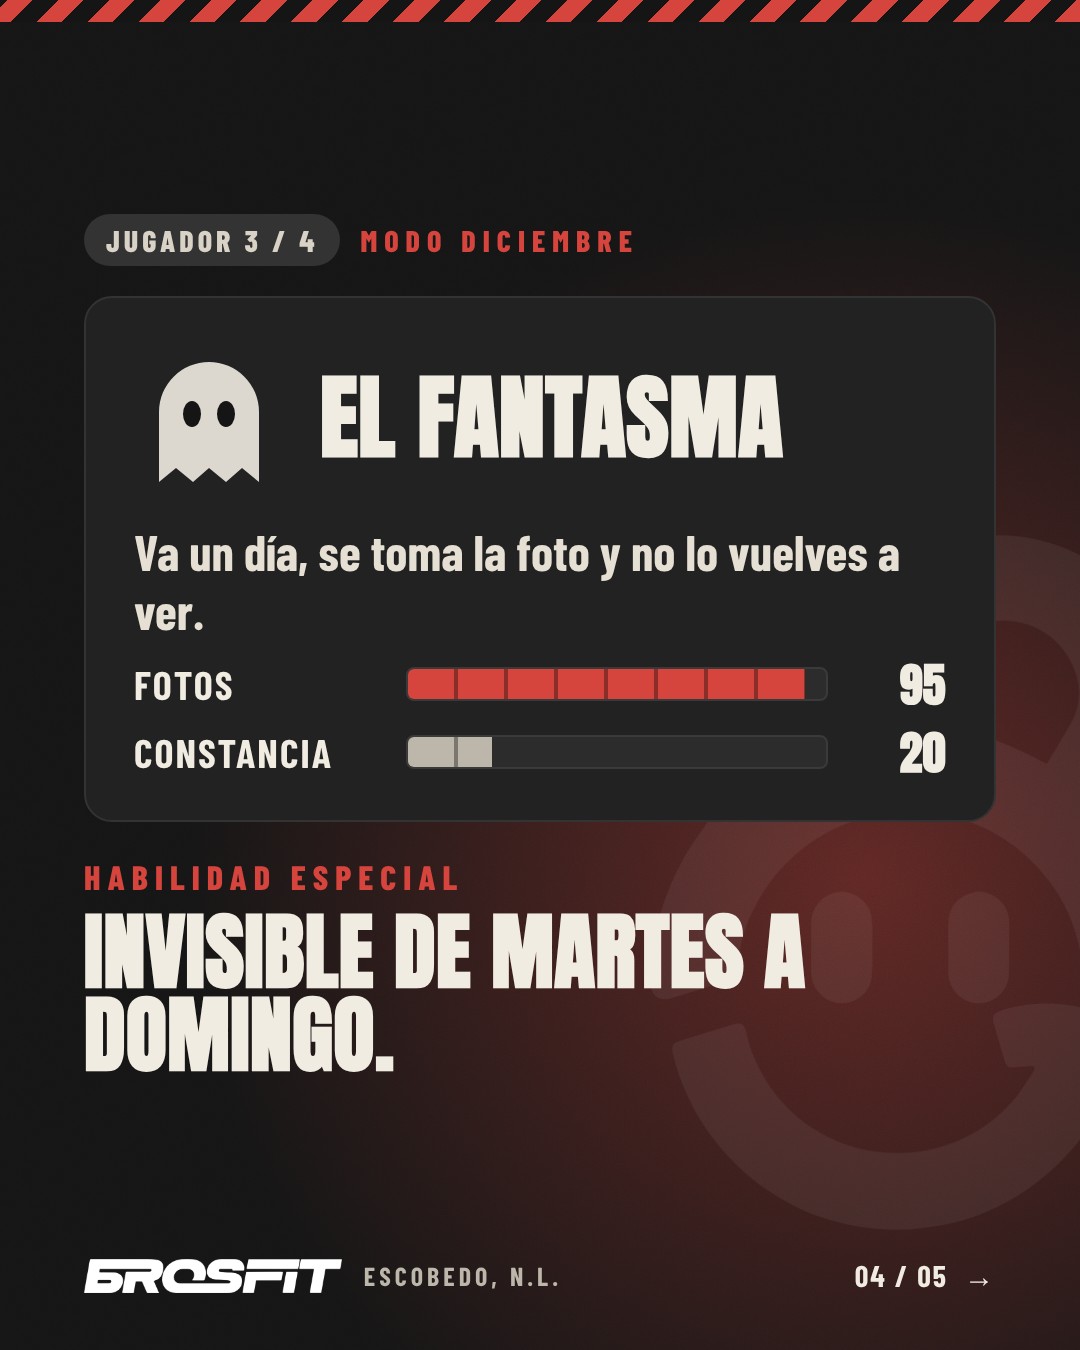 JUGADOR 3 / 4
MODO DICIEMBRE
EL FANTASMA
Va un día, se toma la foto y no lo vuelves a
ver.
FOTOS 95
CONSTANCIA 20
HABILIDAD ESPECIAL
INVISIBLE DE MARTES A
DOMINGO.
BROSFIT ESCOBEDO, N.L. 04 / 05 →